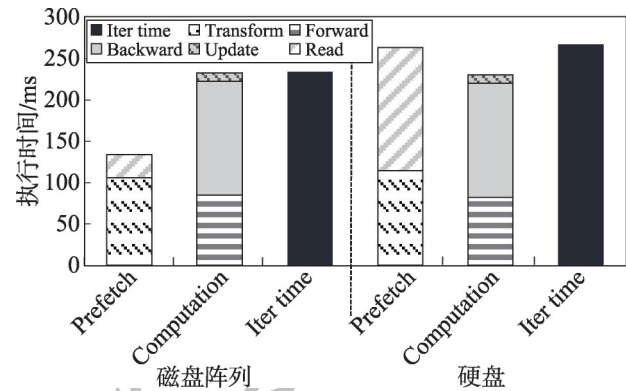 300
250
200
150
100
50
0
执行时间/ms
Iter time Transform Forward
Backward Update Read
Prefetch Computation Iter time Prefetch Computation Iter time
磁盘阵列 硬盘